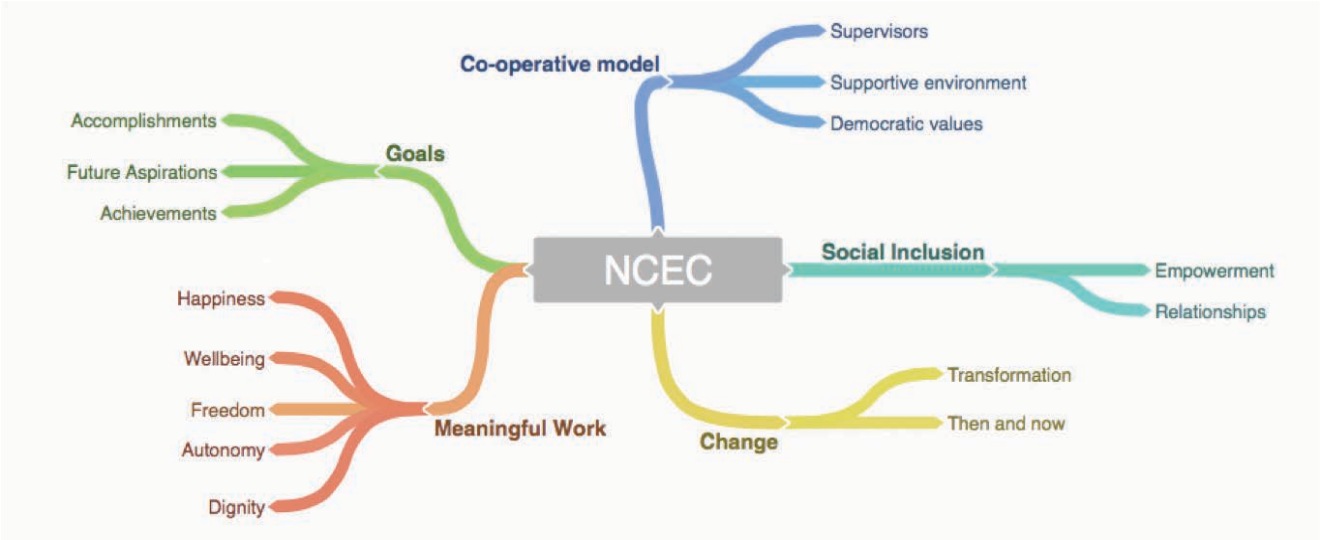 Co-operative model
Supervisors
Supportive environment
Democratic values
Goals
Accomplishments
Future Aspirations
Achievements
NCEC
Social Inclusion
Empowerment
Relationships
Meaningful Work
Happiness
Wellbeing
Freedom
Autonomy
Dignity
Change
Transformation
Then and now